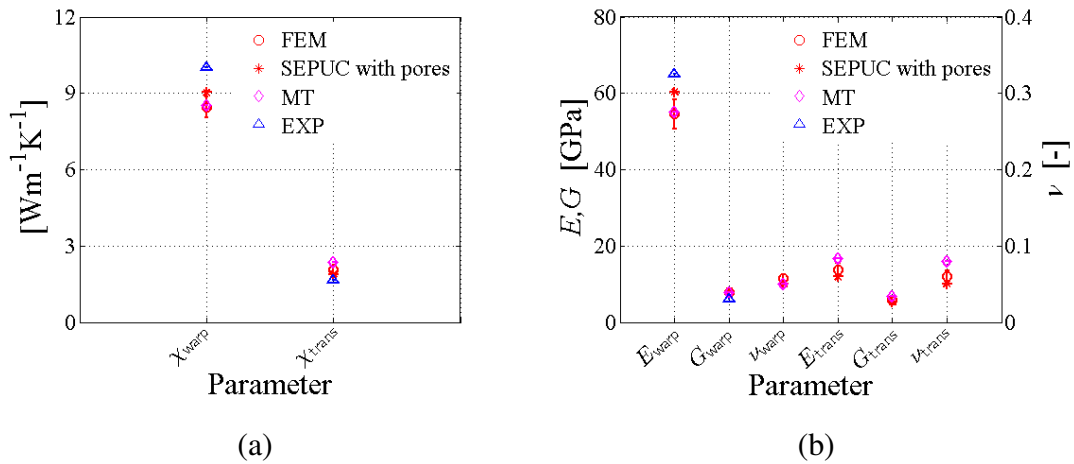 12
9
6
3
0
[Wm⁻¹K⁻¹]
FEM
SEPUC with pores
MT
EXP
χwarp
χtrans
Parameter
(a)
80
60
40
20
0
E,G [GPa]
FEM
SEPUC with pores
MT
EXP
0.4
0.3
0.2
0.1
0
ν [-]
Ewarp
Gwarp
νwarp
Etrans
Gtrans
νtrans
Parameter
(b)